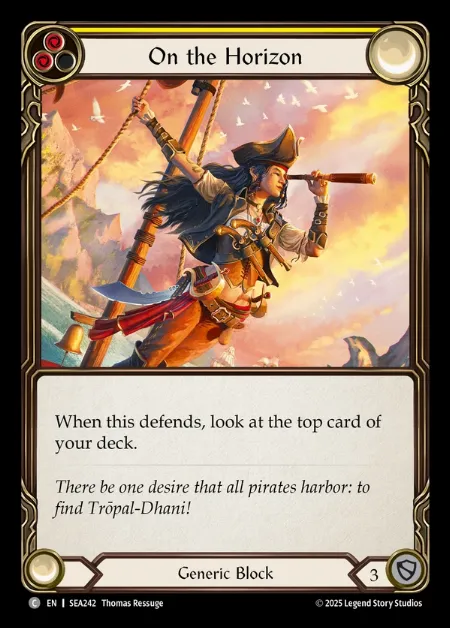 On the Horizon
When this defends, look at the top card of
your deck.
There be one desire that all pirates harbor: to
find Trōpal-Dhani!
Generic Block
3
C EN | SEA242 Thomas Ressuge
© 2025 Legend Story Studios